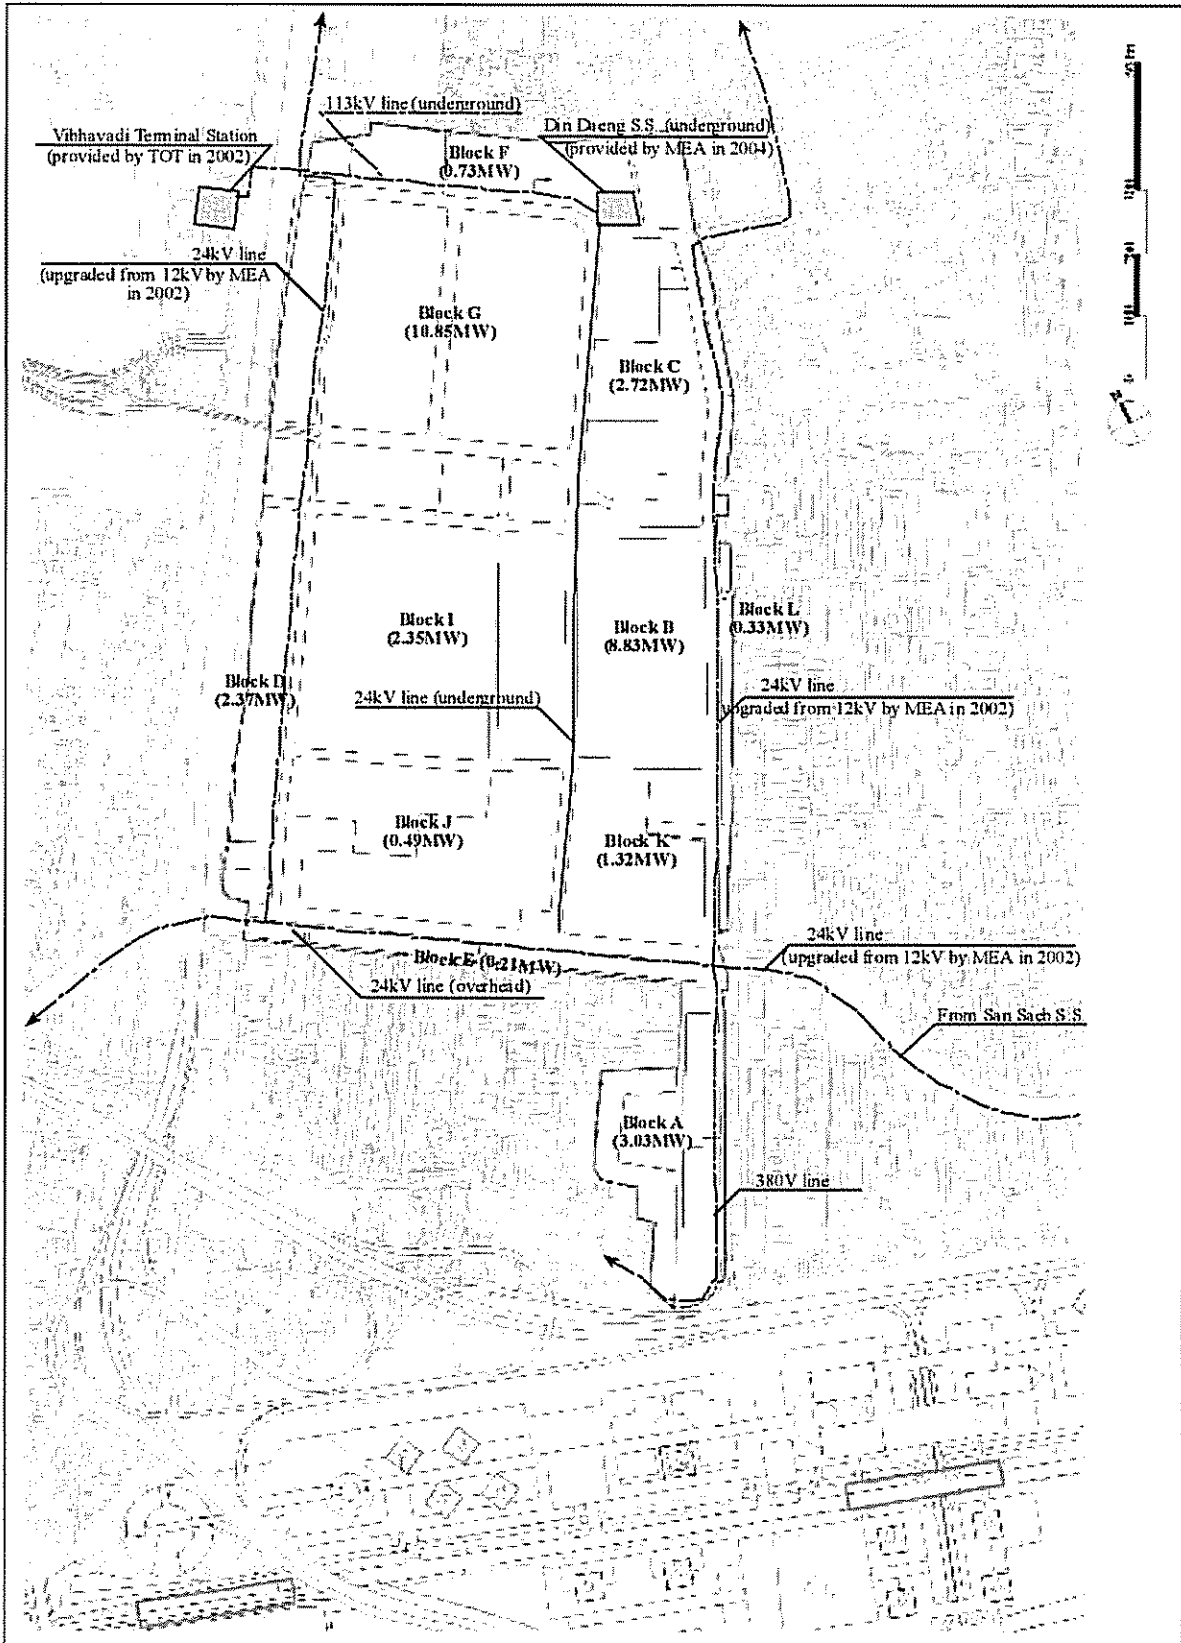 113kV line (underground)
Vibhavadi Terminal Station
(provided by TOT in 2002)
Din Daeng S.S. (underground)
(provided by MEA in 2004)
Block F
(0.73MW)
24kV line
(upgraded from 12kV by MEA
in 2002)
Block G
(10.85MW)
Block C
(2.72MW)
Block I
(2.35MW)
Block B
(8.83MW)
Block L
(0.33MW)
Block D
(2.37MW)
24kV line (underground)
24kV line
upgraded from 12kV by MEA in 2002)
Block J
(0.49MW)
Block K
(1.32MW)
24kV line
(upgraded from 12kV by MEA in 2002)
Block E (0.21MW)
24kV line (overhead)
From San Saeb S.S.
Block A
(3.03MW)
380V line